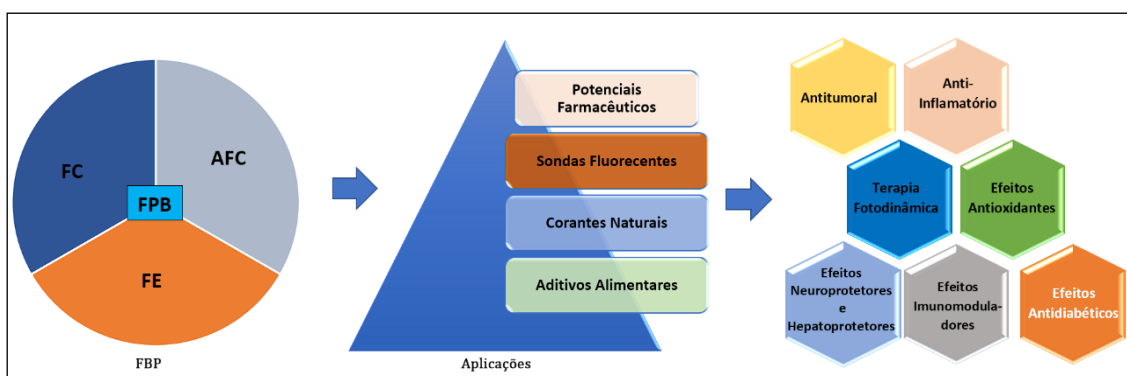 FC
AFC
FPB
FE
FBP
Potenciais
Farmacêuticos
Sondas Fluorecentes
Corantes Naturais
Aditivos Alimentares
Aplicações
Antitumoral
Anti-
Inflamatório
Terapia
Fotodinâmica
Efeitos
Antioxidantes
Efeitos
Neuroprotetores
e
Hepatoprotetores
Efeitos
Imunomodula-
dores
Efeitos
Antidiabéticos